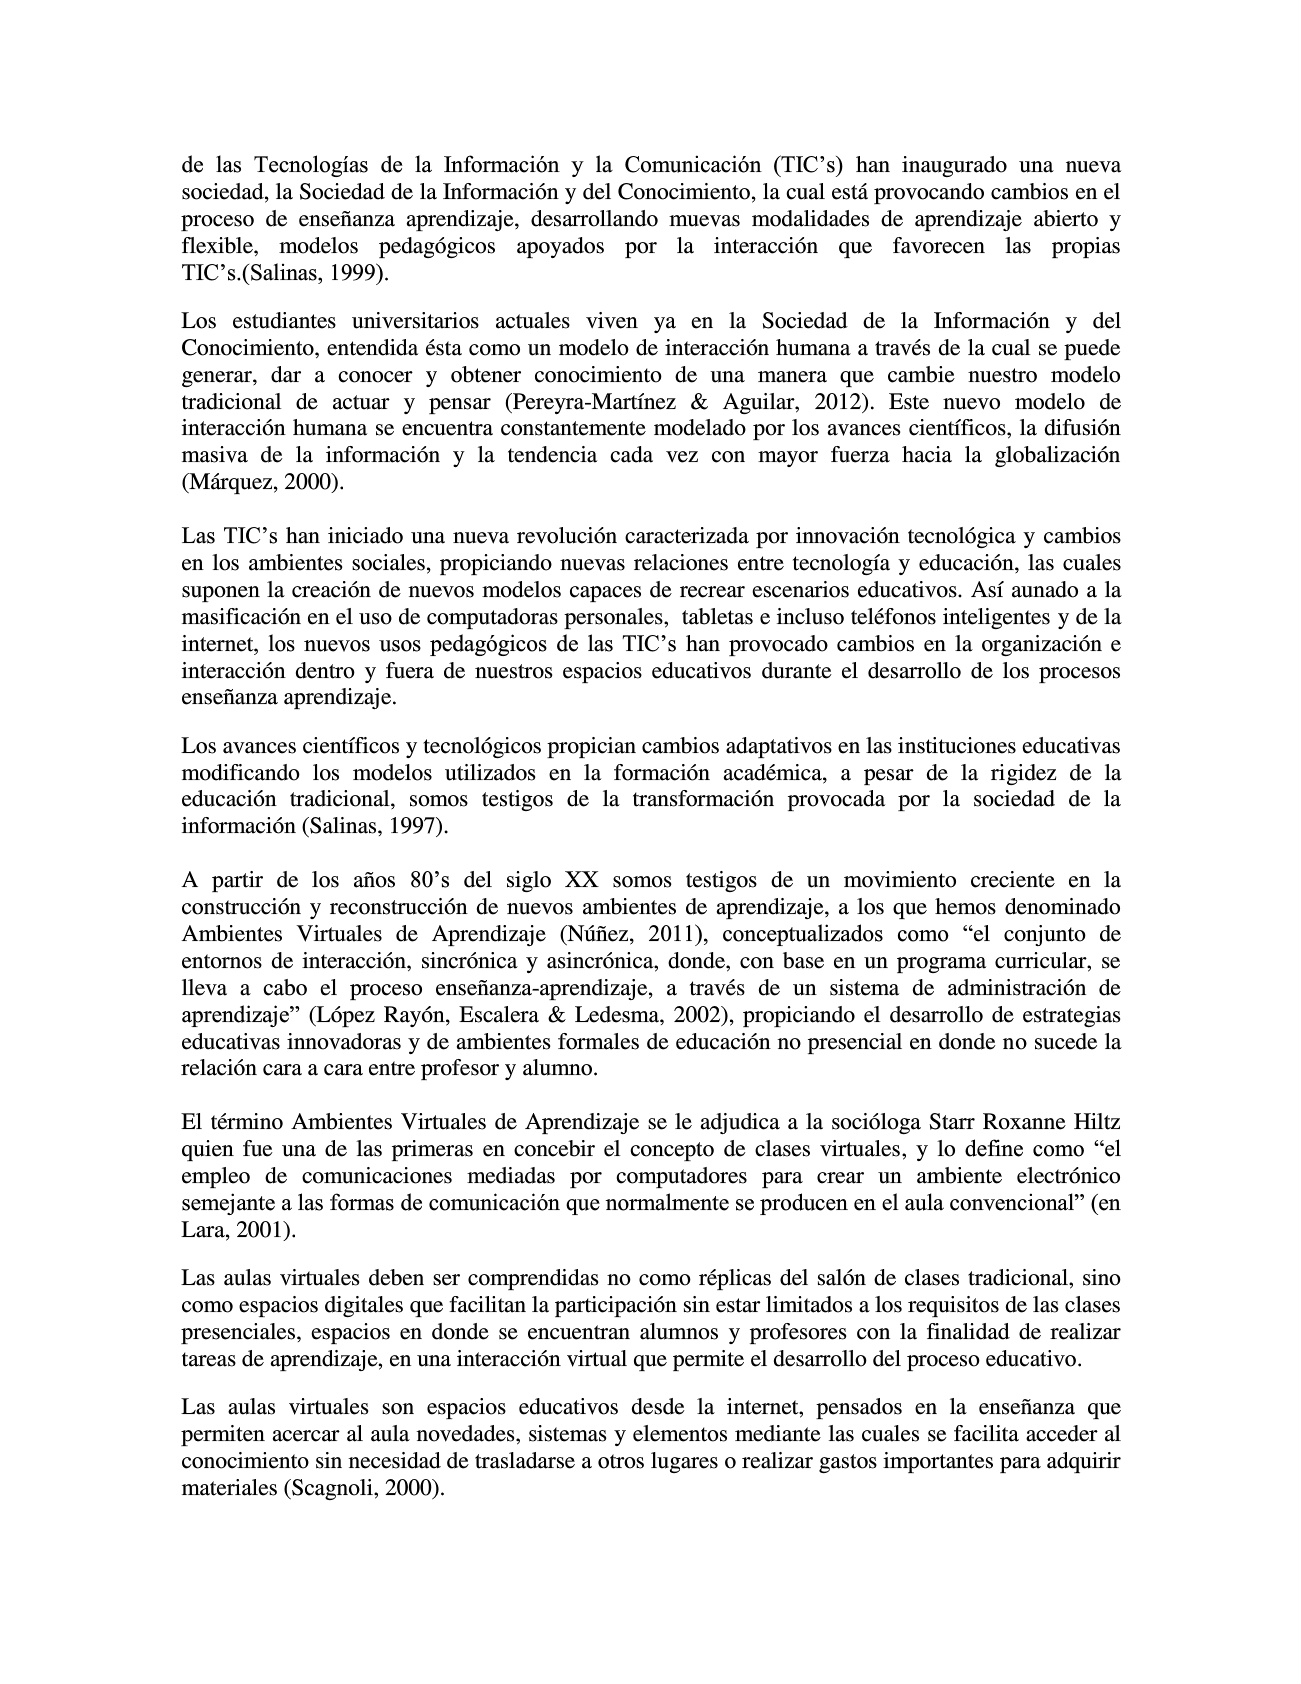 de las Tecnologías de la Información y la Comunicación (TIC’s) han inaugurado una nueva
sociedad, la Sociedad de la Información y del Conocimiento, la cual está provocando cambios en el
proceso de enseñanza aprendizaje, desarrollando muevas modalidades de aprendizaje abierto y
flexible, modelos pedagógicos apoyados por la interacción que favorecen las propias
TIC’s.(Salinas, 1999).
Los estudiantes universitarios actuales viven ya en la Sociedad de la Información y del
Conocimiento, entendida ésta como un modelo de interacción humana a través de la cual se puede
generar, dar a conocer y obtener conocimiento de una manera que cambie nuestro modelo
tradicional de actuar y pensar (Pereyra-Martínez & Aguilar, 2012). Este nuevo modelo de
interacción humana se encuentra constantemente modelado por los avances científicos, la difusión
masiva de la información y la tendencia cada vez con mayor fuerza hacia la globalización
(Márquez, 2000).
Las TIC’s han iniciado una nueva revolución caracterizada por innovación tecnológica y cambios
en los ambientes sociales, propiciando nuevas relaciones entre tecnología y educación, las cuales
suponen la creación de nuevos modelos capaces de recrear escenarios educativos. Así aunado a la
masificación en el uso de computadoras personales,  tabletas e incluso teléfonos inteligentes y de la
internet, los nuevos usos pedagógicos de las TIC’s han provocado cambios en la organización e
interacción dentro y fuera de nuestros espacios educativos durante el desarrollo de los procesos
enseñanza aprendizaje.
Los avances científicos y tecnológicos propician cambios adaptativos en las instituciones educativas
modificando los modelos utilizados en la formación académica, a pesar de la rigidez de la
educación tradicional, somos testigos de la transformación provocada por la sociedad de la
información (Salinas, 1997).
A partir de los años 80’s del siglo XX somos testigos de un movimiento creciente en la
construcción y reconstrucción de nuevos ambientes de aprendizaje, a los que hemos denominado
Ambientes Virtuales de Aprendizaje (Núñez, 2011), conceptualizados como “el conjunto de
entornos de interacción, sincrónica y asincrónica, donde, con base en un programa curricular, se
lleva a cabo el proceso enseñanza-aprendizaje, a través de un sistema de administración de
aprendizaje” (López Rayón, Escalera & Ledesma, 2002), propiciando el desarrollo de estrategias
educativas innovadoras y de ambientes formales de educación no presencial en donde no sucede la
relación cara a cara entre profesor y alumno.
El término Ambientes Virtuales de Aprendizaje se le adjudica a la socióloga Starr Roxanne Hiltz
quien fue una de las primeras en concebir el concepto de clases virtuales, y lo define como “el
empleo de comunicaciones mediadas por computadores para crear un ambiente electrónico
semejante a las formas de comunicación que normalmente se producen en el aula convencional” (en
Lara, 2001).
Las aulas virtuales deben ser comprendidas no como réplicas del salón de clases tradicional, sino
como espacios digitales que facilitan la participación sin estar limitados a los requisitos de las clases
presenciales, espacios en donde se encuentran alumnos y profesores con la finalidad de realizar
tareas de aprendizaje, en una interacción virtual que permite el desarrollo del proceso educativo.
Las aulas virtuales son espacios educativos desde la internet, pensados en la enseñanza que
permiten acercar al aula novedades, sistemas y elementos mediante las cuales se facilita acceder al
conocimiento sin necesidad de trasladarse a otros lugares o realizar gastos importantes para adquirir
materiales (Scagnoli, 2000).